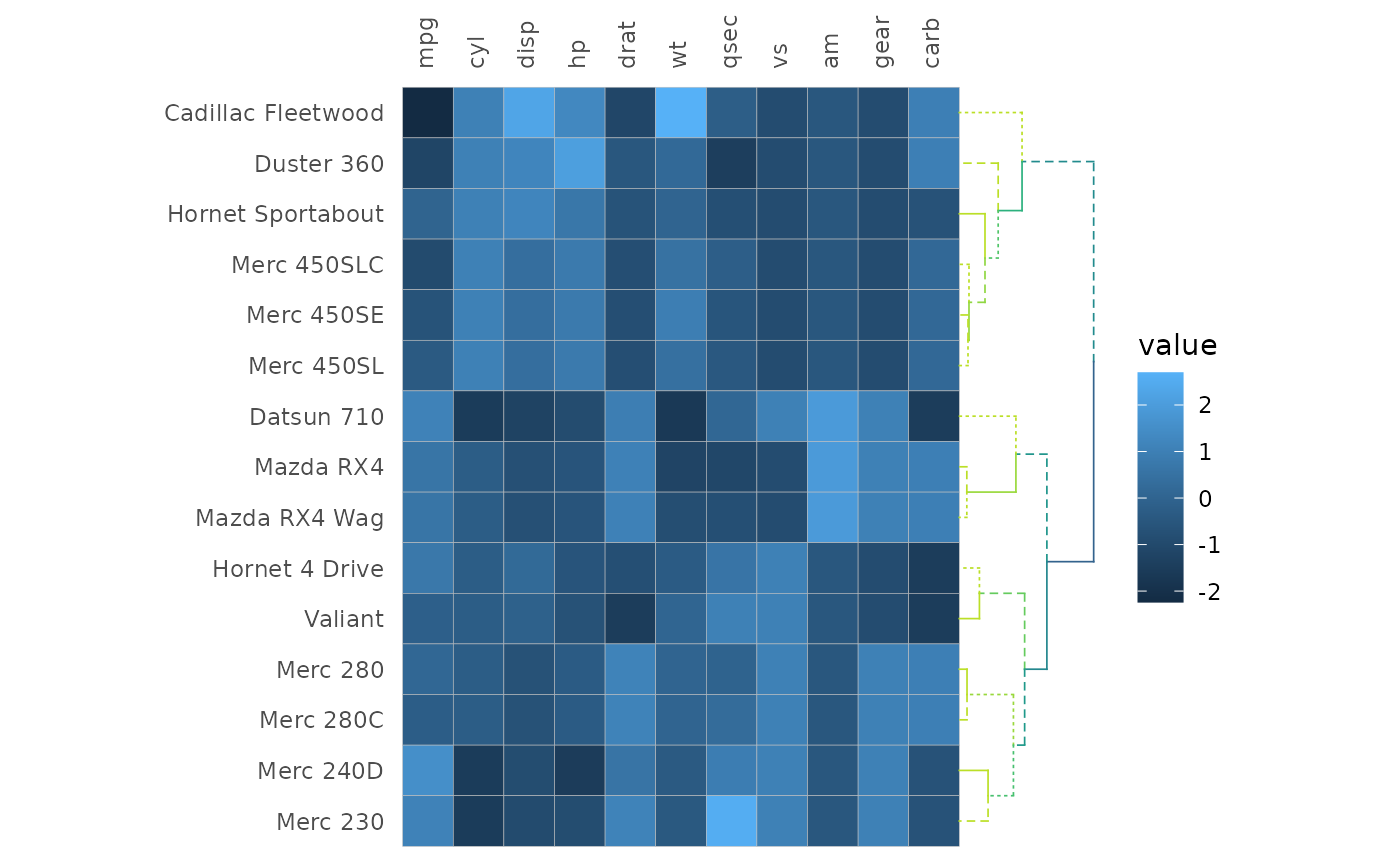 mpg cyl disp hp drat wt qsec vs am gear carb
Cadillac Fleetwood
Duster 360
Hornet Sportabout
Merc 450SLC
Merc 450SE
Merc 450SL
Datsun 710
Mazda RX4
Mazda RX4 Wag
Hornet 4 Drive
Valiant
Merc 280
Merc 280C
Merc 240D
Merc 230
value
2
1
0
-1
-2